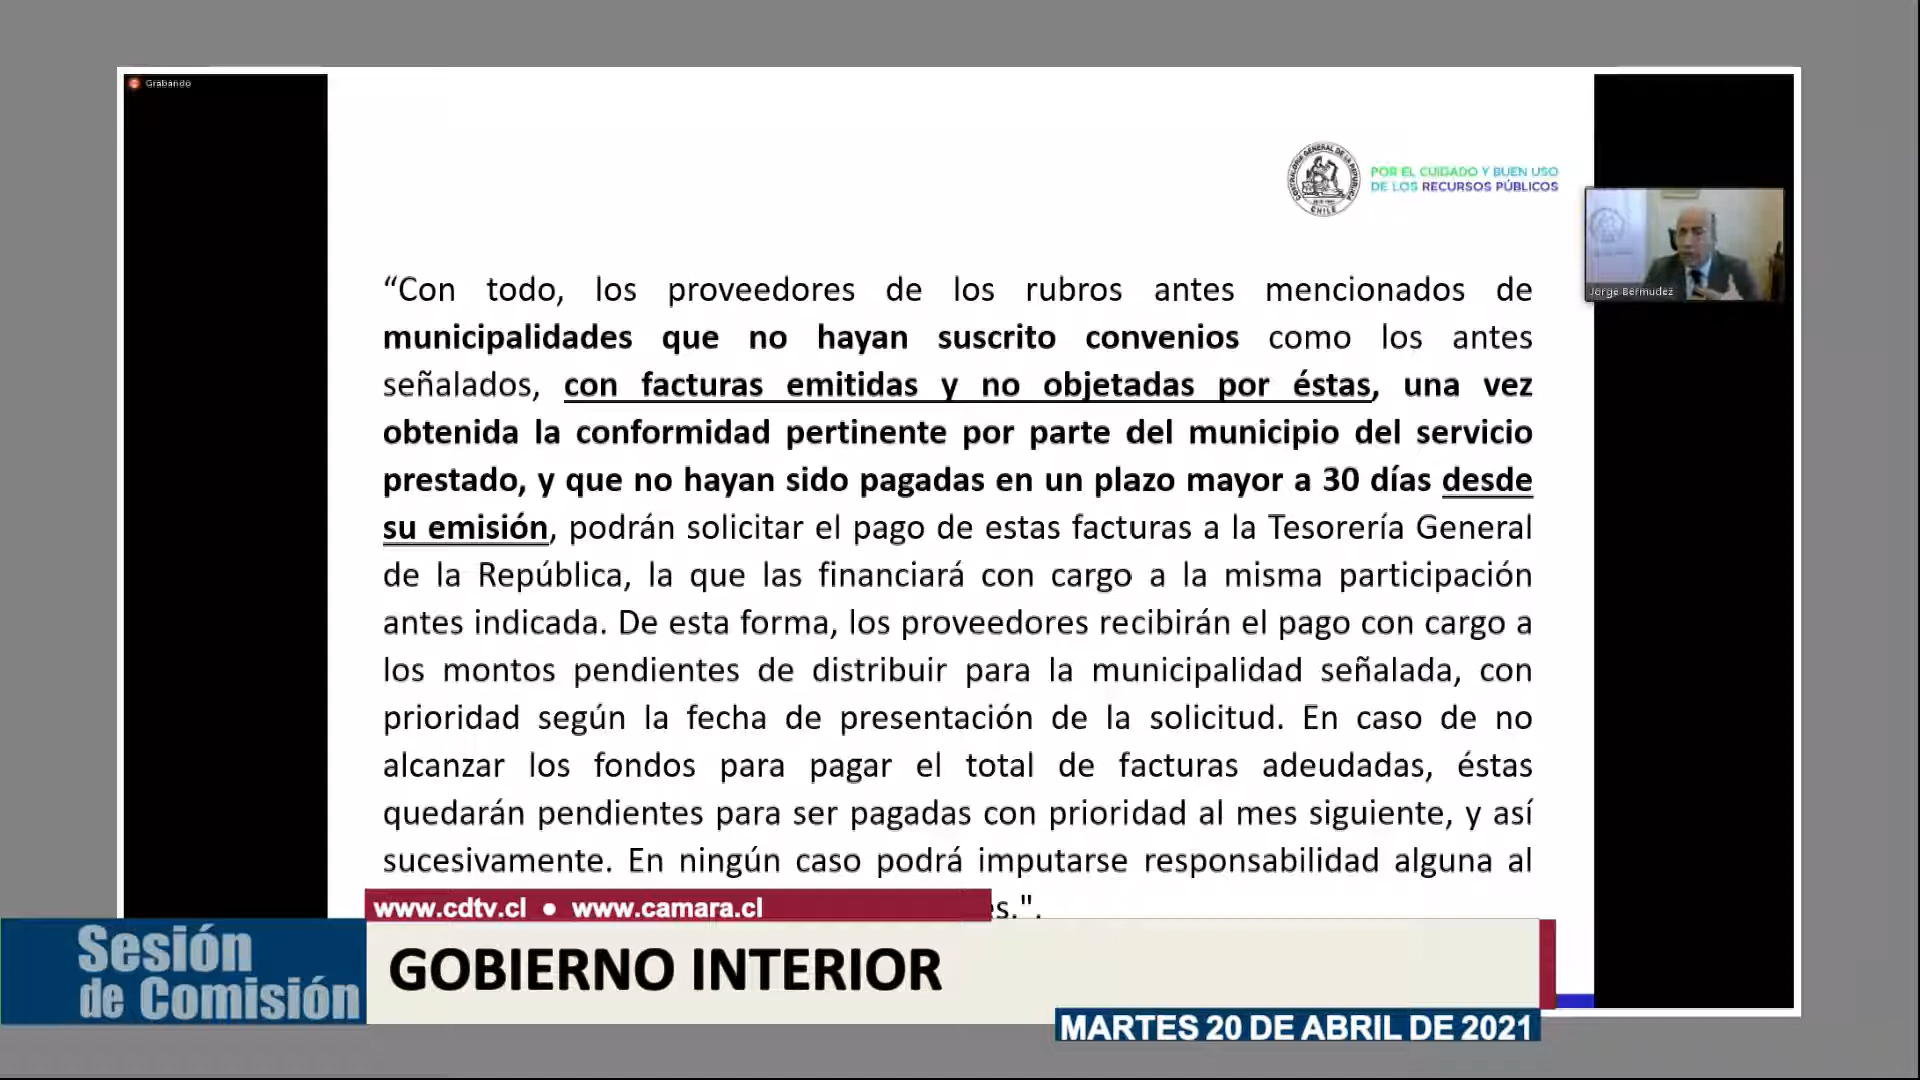 Grabando
CONTRALORÍA GENERAL DE LA REPÚBLICA
CHILE
POR EL CUIDADO Y BUEN USO
DE LOS RECURSOS PÚBLICOS
Jorge Bermudez
“Con todo, los proveedores de los rubros antes mencionados de
municipalidades que no hayan suscrito convenios como los antes
señalados, con facturas emitidas y no objetadas por éstas, una vez
obtenida la conformidad pertinente por parte del municipio del servicio
prestado, y que no hayan sido pagadas en un plazo mayor a 30 días desde
su emisión, podrán solicitar el pago de estas facturas a la Tesorería General
de la República, la que las financiará con cargo a la misma participación
antes indicada. De esta forma, los proveedores recibirán el pago con cargo a
los montos pendientes de distribuir para la municipalidad señalada, con
prioridad según la fecha de presentación de la solicitud. En caso de no
alcanzar los fondos para pagar el total de facturas adeudadas, éstas
quedarán pendientes para ser pagadas con prioridad al mes siguiente, y así
sucesivamente. En ningún caso podrá imputarse responsabilidad alguna al
es.".
www.cdtv.cl ● www.camara.cl
Sesión
de Comisión
GOBIERNO INTERIOR
MARTES 20 DE ABRIL DE 2021